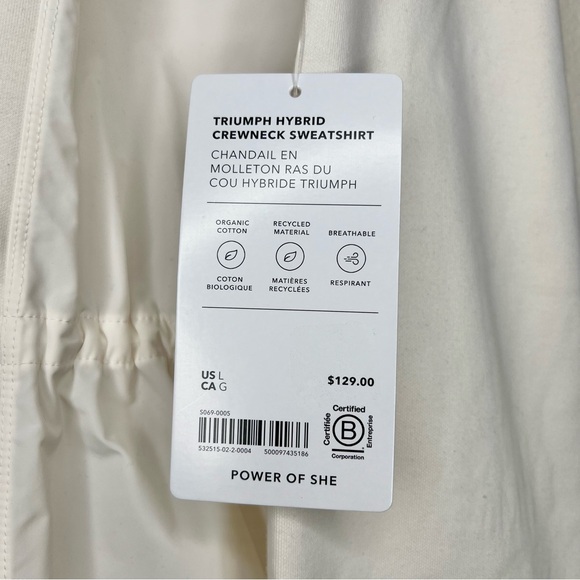 TRIUMPH HYBRID
CREWNECK SWEATSHIRT
CHANDAIL EN
MOLLETON RAS DU
COU HYBRIDE TRIUMPH
ORGANIC
COTTON
COTON
BIOLOGIQUE
RECYCLED
MATERIAL
MATIÈRES
RECYCLÉES
BREATHABLE
RESPIRANT
US L
CA G
$129.00
S069-0005
532515-02-2-0004 500097435186
Certified
Certifiée
B
Entreprise
Corporation
POWER OF SHE